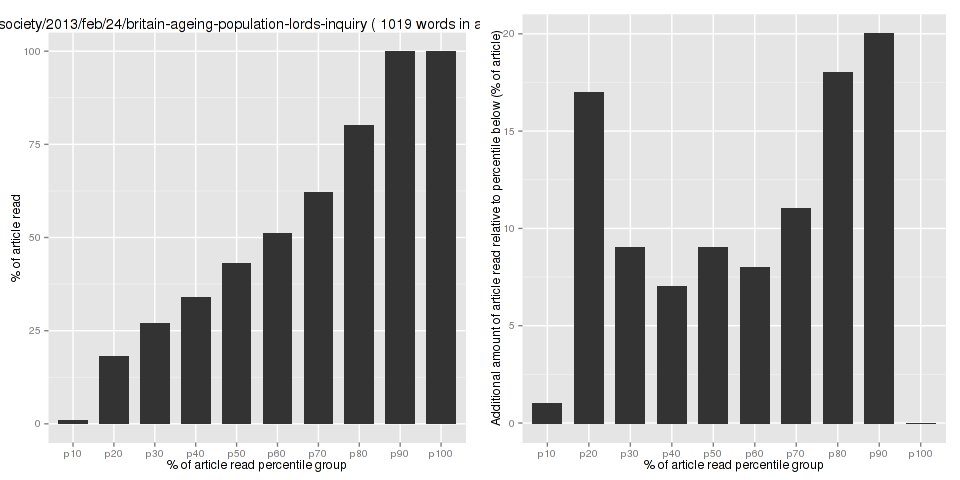 society/2013/feb/24/britain-ageing-population-lords-inquiry ( 1019 words in a
% of article read
100
75
50
25
0
p10 p20 p30 p40 p50 p60 p70 p80 p90 p100
% of article read percentile group
Additional amount of article read relative to percentile below (% of article)
20
15
10
5
0
p10 p20 p30 p40 p50 p60 p70 p80 p90 p100
% of article read percentile group